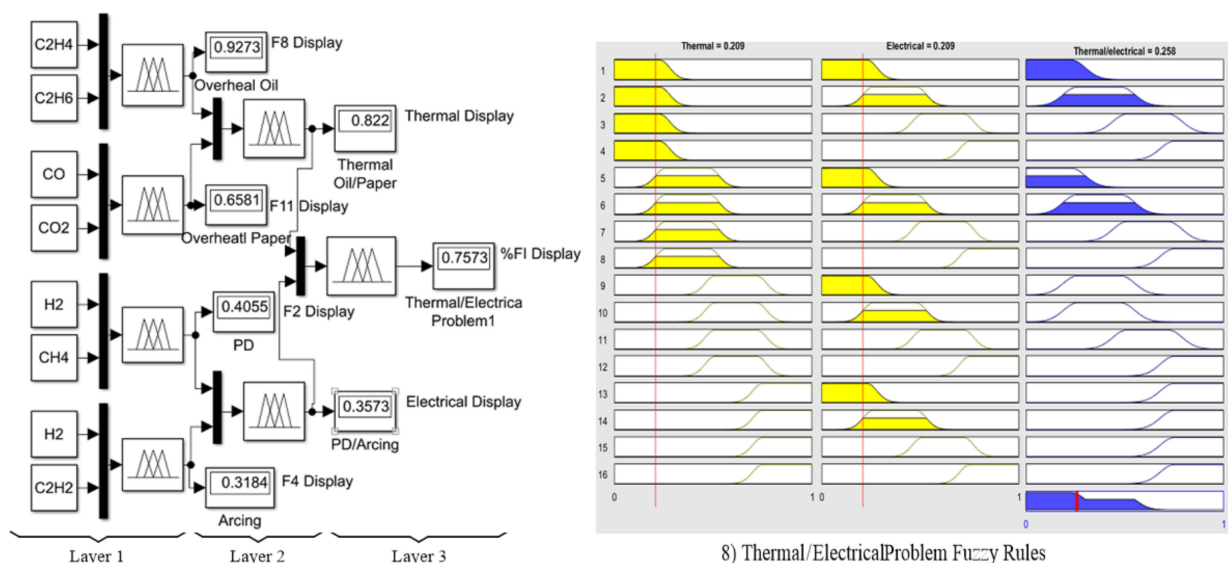 C2H4
C2H6
0.9273
F8 Display
Overheal Oil
0.822
Thermal Display
Thermal
Oil/Paper
CO
CO2
0.6581
F11 Display
Overheatl Paper
0.7573
%FI Display
Thermal/Electrica
Problem1
H2
CH4
0.4055
F2 Display
PD
0.3573
Electrical Display
PD/Arcing
H2
C2H2
0.3184
F4 Display
Arcing
Layer 1
Layer 2
Layer 3
Thermal = 0.209
Electrical = 0.209
Thermal/electrical = 0.258
1
2
3
4
5
6
7
8
9
10
11
12
13
14
15
16
0 1
0 1
0 1
8) Thermal/ElectricalProblem Fuzzy Rules